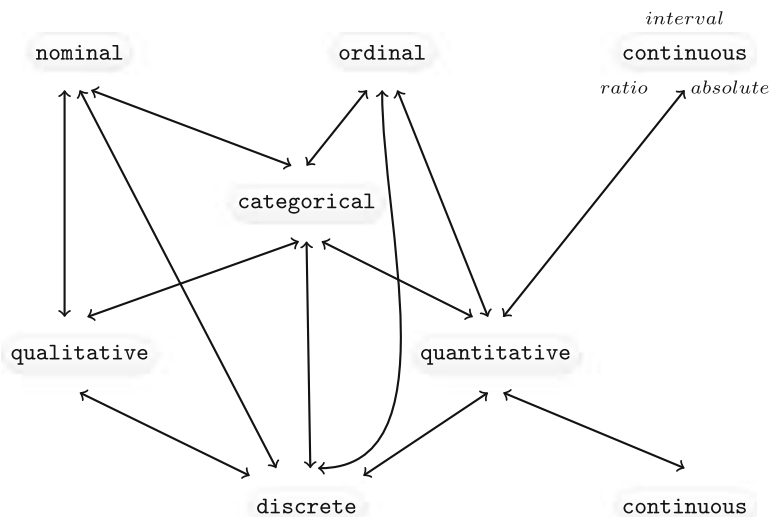 interval
nominal ordinal continuous
ratio absolute
categorical
qualitative quantitative
discrete continuous